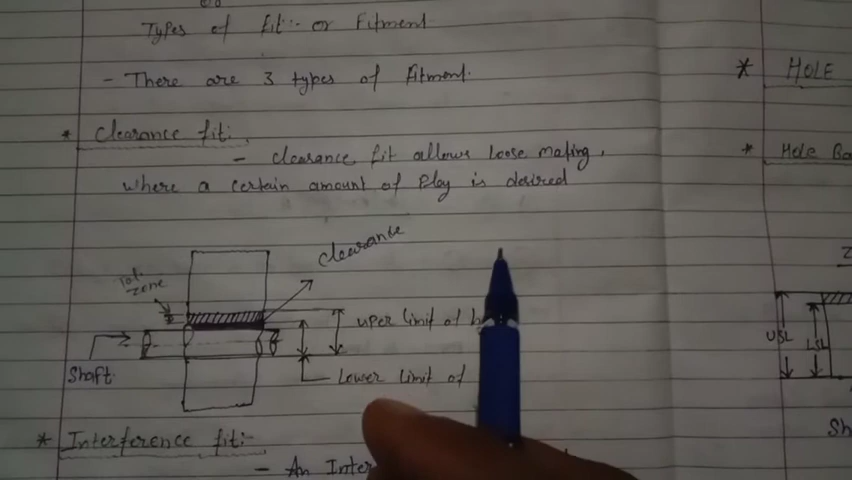 Types of fit:- or Fitment
- There are 3 types of Fitment.
* Clearance fit:
- clearance fit allows loose mating,
where a certain amount of Play is desired
clearance
tol.
zone
uper limit of
Shaft
Lower limit of
* Interference fit:-
- An
* HOLE
* Hole
USL
LSL